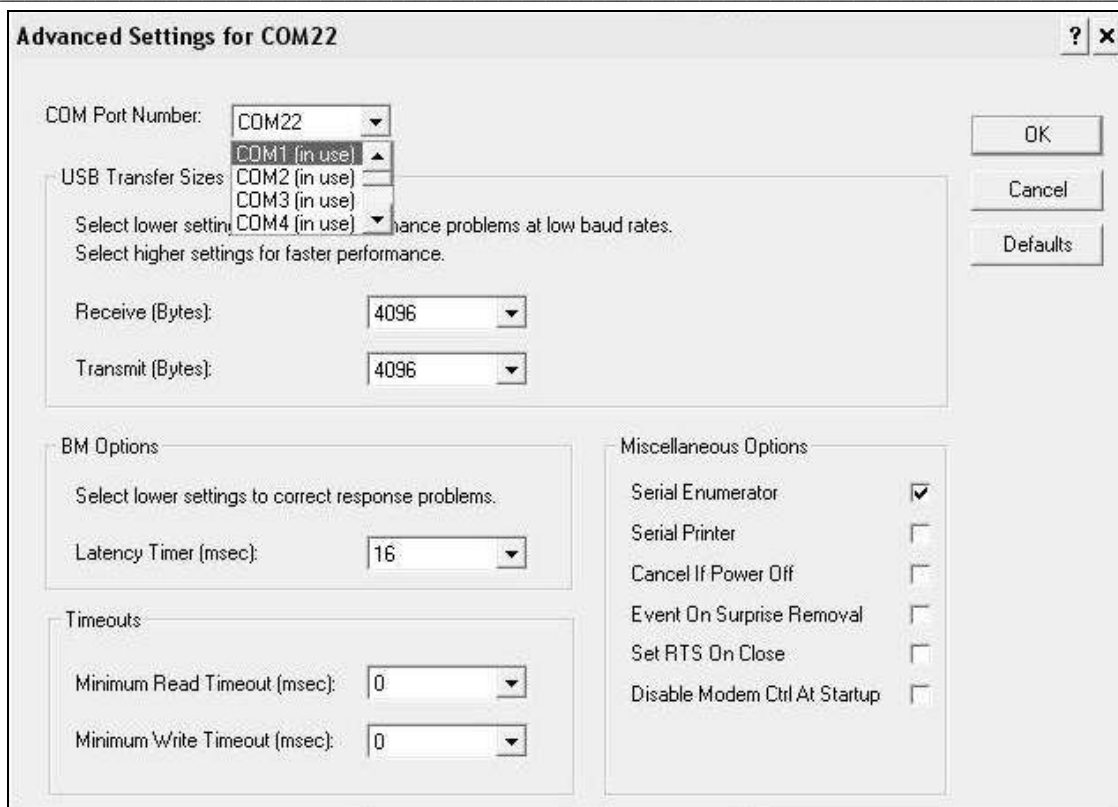 Advanced Settings for COM22
? x
COM Port Number:
COM22
COM1 (in use)
COM2 (in use)
COM3 (in use)
COM4 (in use)
OK
Cancel
Defaults
USB Transfer Sizes
Select lower mance problems at low baud rates.
Select higher settings for faster performance.
Receive (Bytes):
4096
Transmit (Bytes):
4096
BM Options
Select lower settings to correct response problems.
Latency Timer (msec):
16
Timeouts
Minimum Read Timeout (msec):
0
Minimum Write Timeout (msec):
0
Miscellaneous Options
Serial Enumerator
Serial Printer
Cancel If Power Off
Event On Surprise Removal
Set RTS On Close
Disable Modem Ctrl At Startup